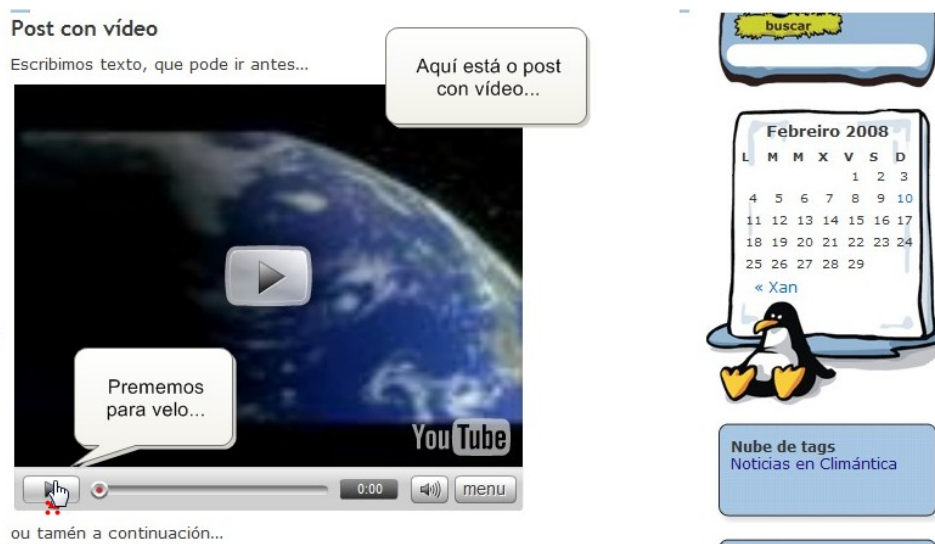 Post con vídeo
Escribimos texto, que pode ir antes...
Aquí está o post
con vídeo...
Prememos
para velo...
You Tube
0:00
menu
ou tamén a continuación...
buscar
Febreiro 2008
L M M X V S D
1 2 3
4 5 6 7 8 9 10
11 12 13 14 15 16 17
18 19 20 21 22 23 24
25 26 27 28 29
« Xan
Nube de tags
Noticias en Climántica